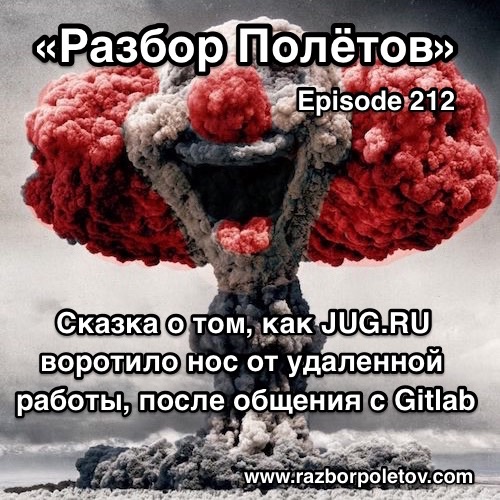 «Разбор Полётов»
Episode 212
Сказка о том, как JUG.RU
воротило нос от удаленной
работы, после общения с Gitlab
www.razborpoletov.com